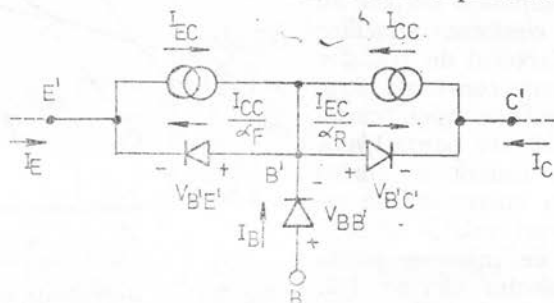 I_EC I_CC
E' I_CC I_EC C'
α_F α_R
I_E - + B' - + - I_C
V_B'E' V_BB' V_B'C'
I_B +
B